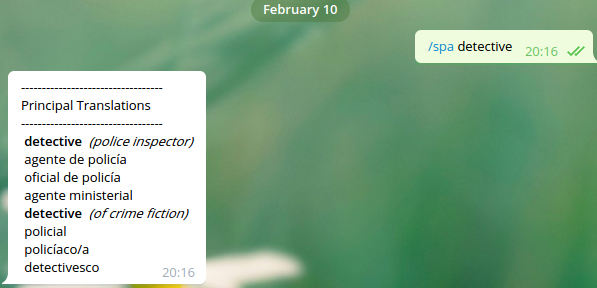 February 10
/spa detective 20:16
---------------------------------
Principal Translations
---------------------------------
detective (police inspector)
agente de policía
oficial de policía
agente ministerial
detective (of crime fiction)
policial
policíaco/a
detectivesco 20:16